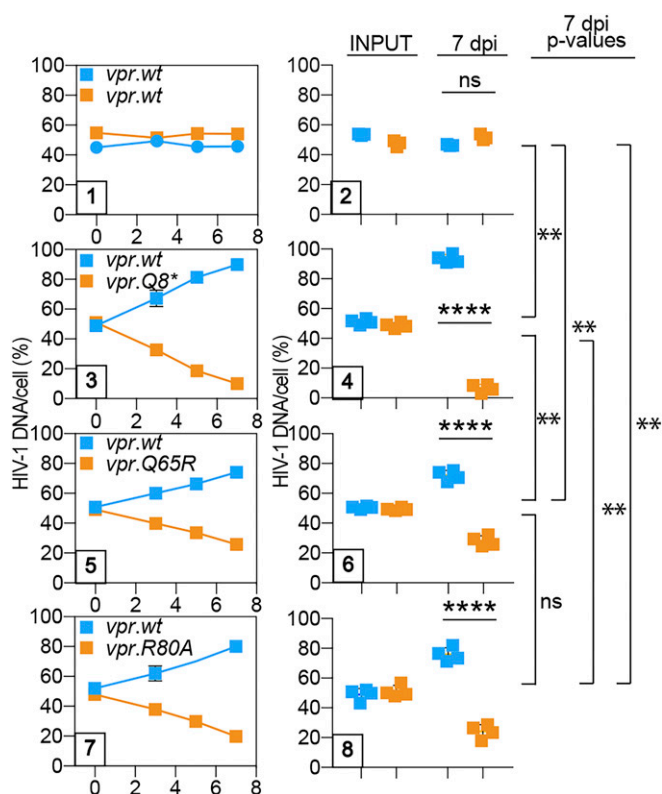 INPUT 7 dpi 7 dpi
p-values
100 vpr.wt 100 ns
80 vpr.wt 80
60 60
40 40
20 1 20 2
0 0
0 2 4 6 8
**
100 vpr.wt 100
80 vpr.Q8* 80
60 60 ****
40 40
20 3 20 4
0 0
0 2 4 6 8
**
**
**
HIV-1 DNA/cell (%) HIV-1 DNA/cell (%)
100 vpr.wt 100 ****
80 vpr.Q65R 80
60 60
40 40
20 5 20 6
0 0
0 2 4 6 8
**
ns
100 vpr.wt 100 ****
80 vpr.R80A 80
60 60
40 40
20 7 20 8
0 0
0 2 4 6 8